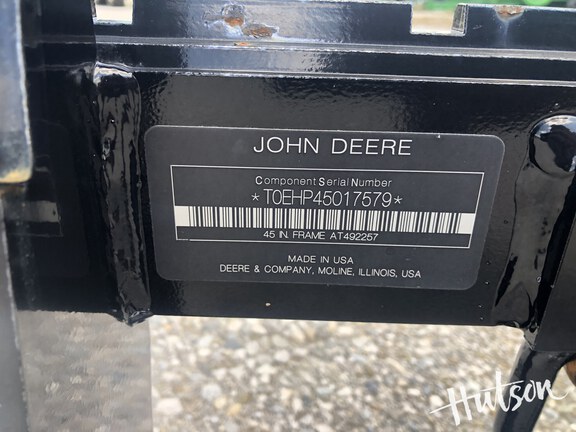 JOHN DEERE
Component Serial Number
*T0EHP45017579*
45 IN. FRAME AT492257
MADE IN USA
DEERE & COMPANY, MOLINE, ILLINOIS, USA
Hutson